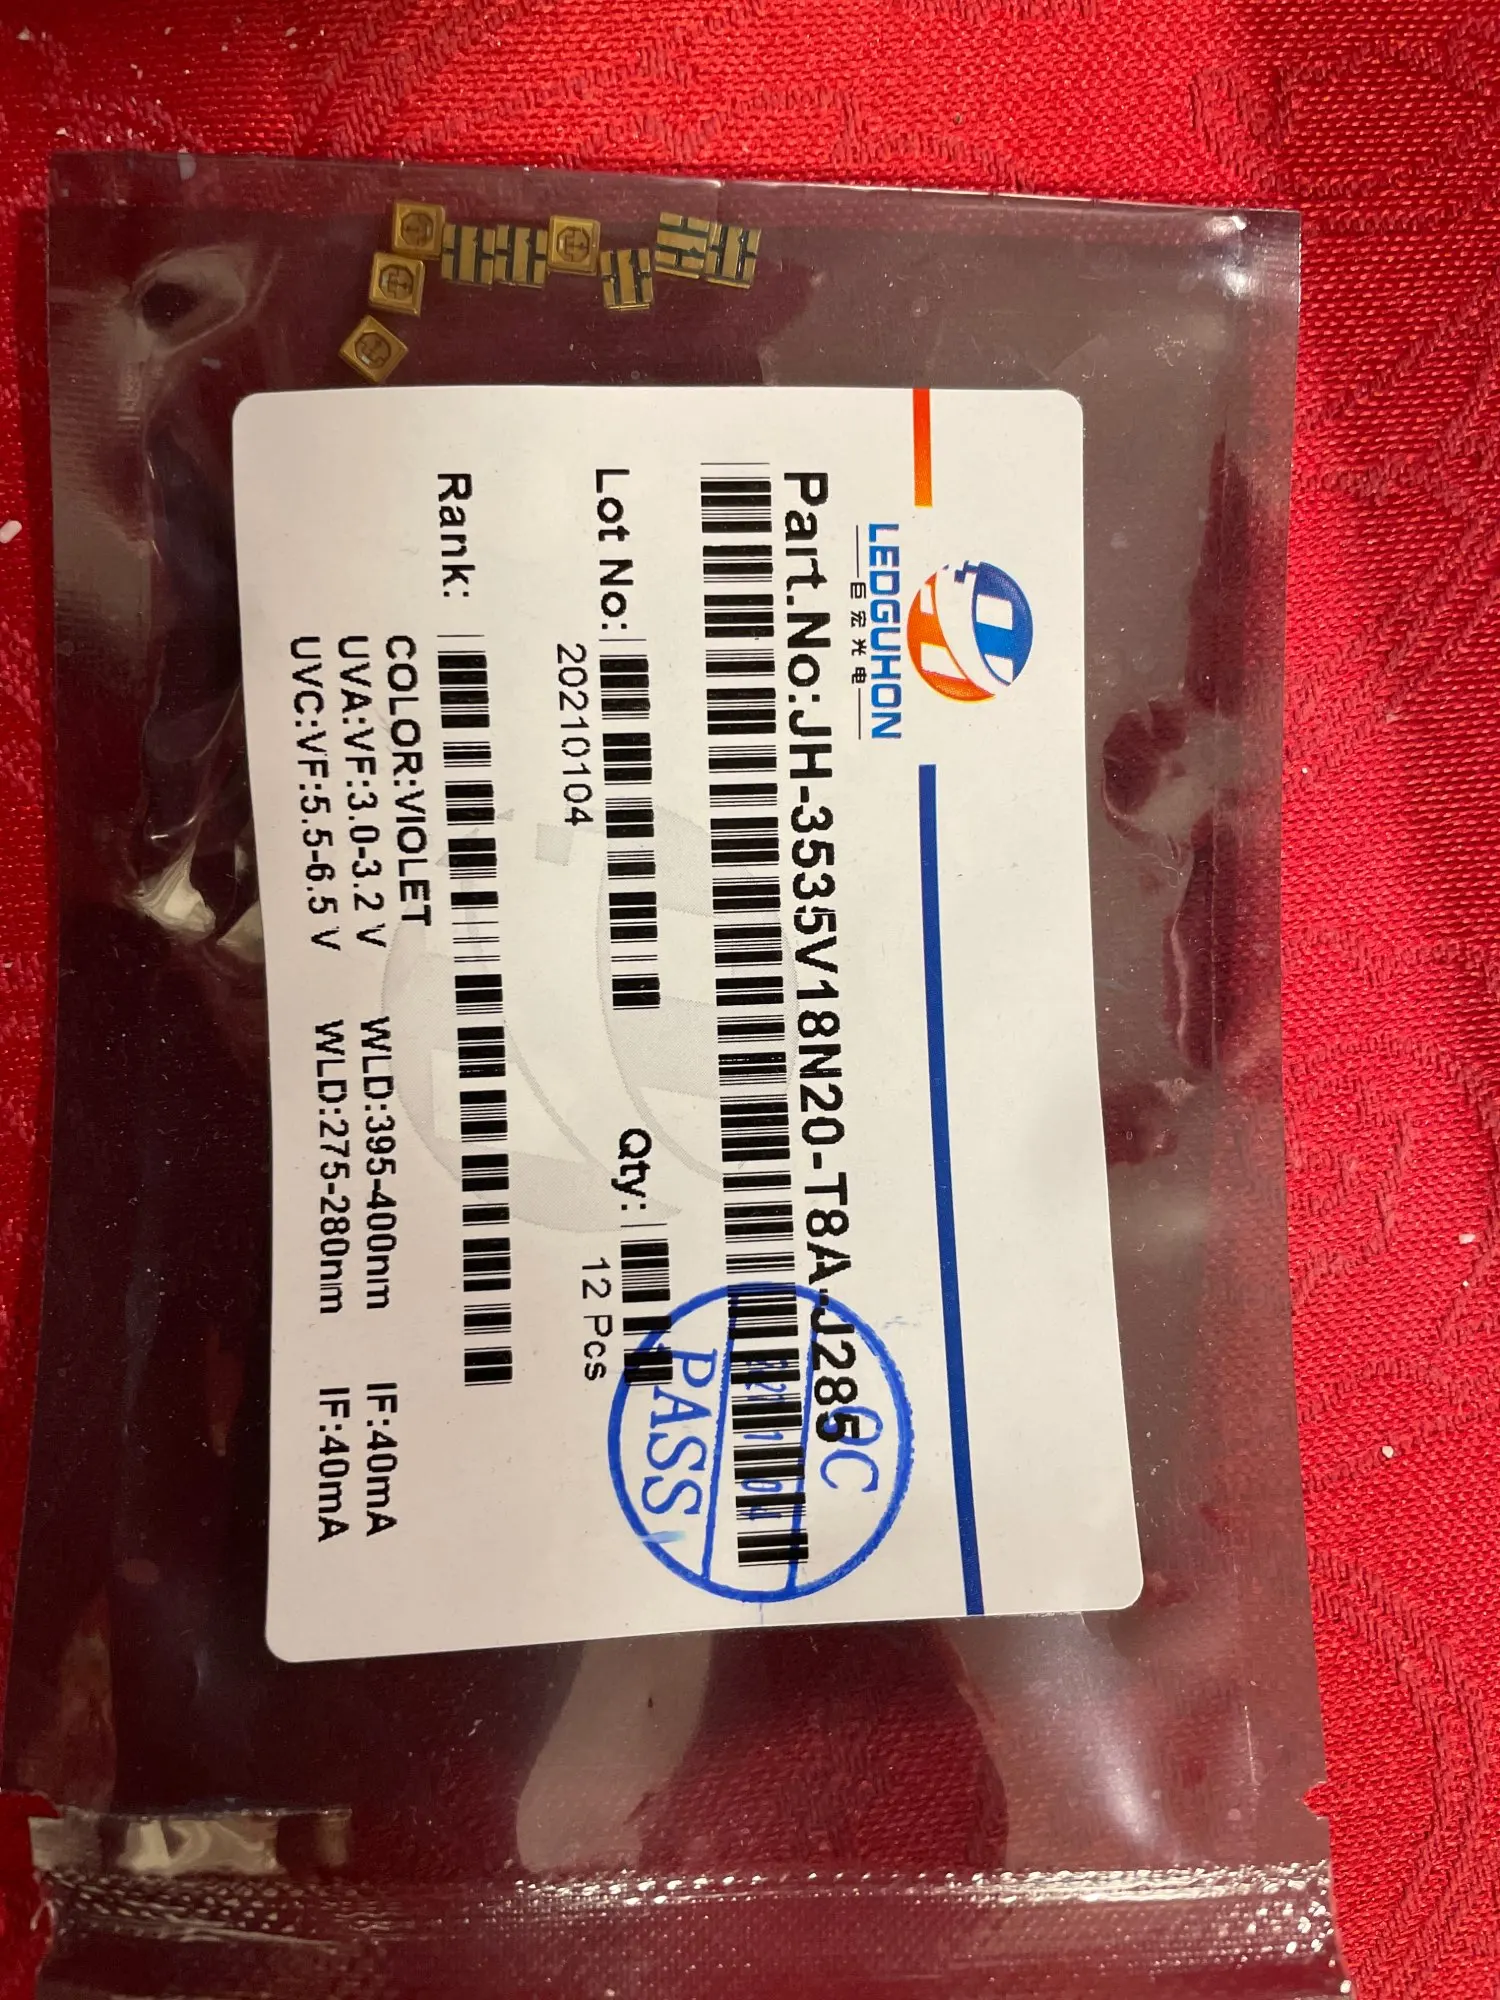 LEDGUHON
巨宏光电
Part.No:JH-3535V18N20-T8A-J285
Lot No:
20210104
Qty:
12 Pcs
Rank:
COLOR:VIOLET
UVA:VF:3.0-3.2 V WLD:395-400nm IF:40mA
UVC:VF:5.5-6.5 V WLD:275-280nm IF:40mA
QC
PASS